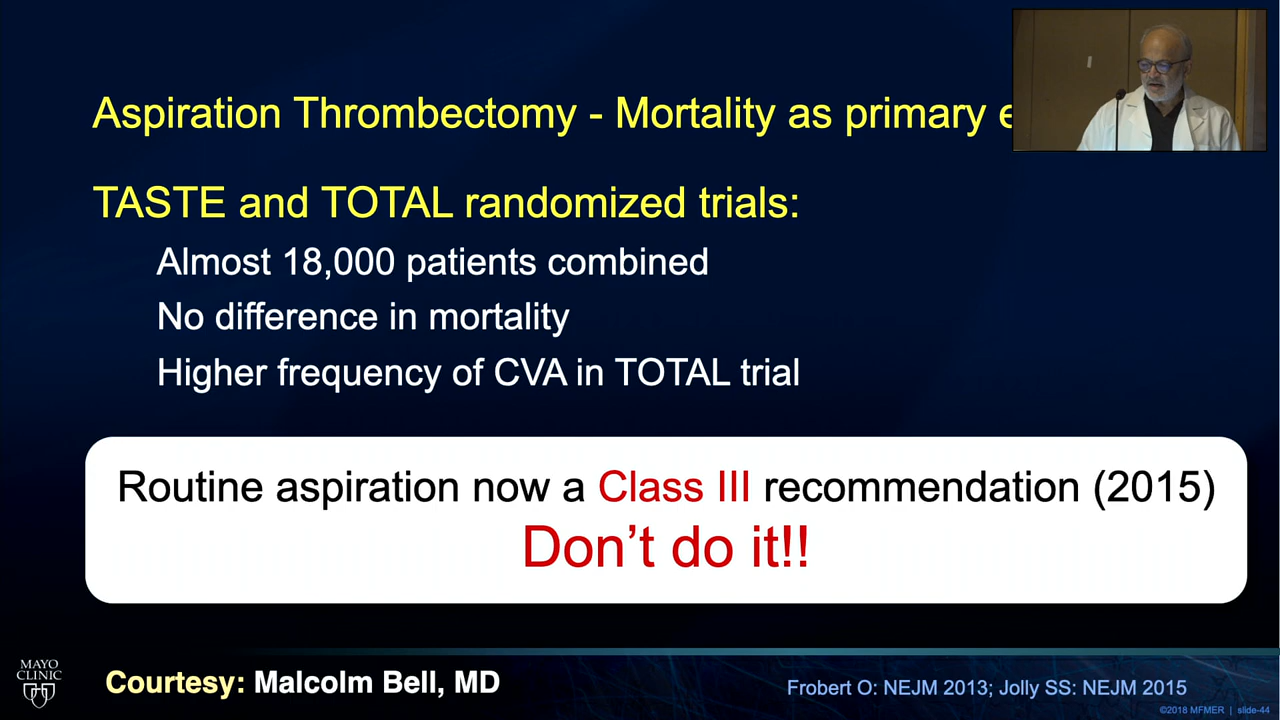 Aspiration Thrombectomy - Mortality as primary
TASTE and TOTAL randomized trials:
Almost 18,000 patients combined
No difference in mortality
Higher frequency of CVA in TOTAL trial
Routine aspiration now a Class III recommendation (2015)
Don't do it!!
MAYO
CLINIC
Courtesy: Malcolm Bell, MD
Frobert O: NEJM 2013; Jolly SS: NEJM 2015
©2018 MFMER | slide-44